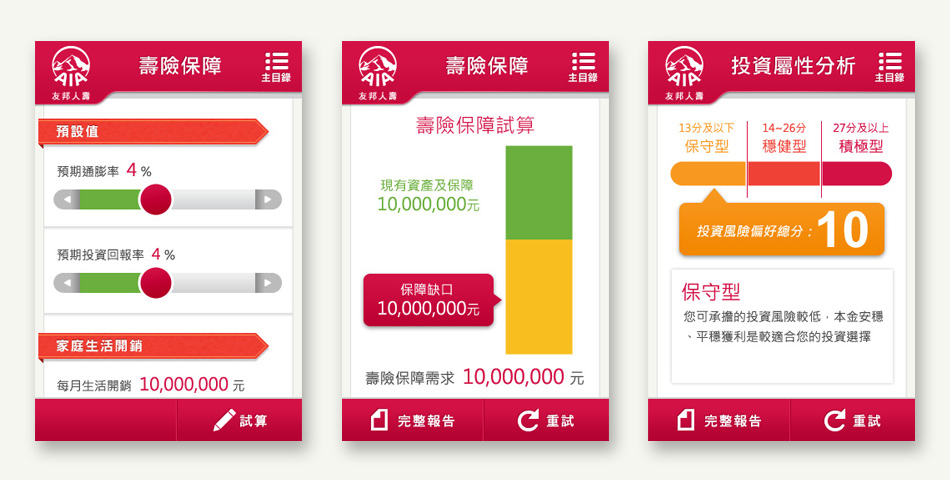 AIA
友邦人壽
壽險保障
主目錄
預設值
預期通膨率 4 %
預期投資回報率 4 %
家庭生活開銷
每月生活開銷 10,000,000 元
試算
AIA
友邦人壽
壽險保障
主目錄
壽險保障試算
現有資產及保障
10,000,000元
保障缺口
10,000,000元
壽險保障需求 10,000,000 元
完整報告
重試
AIA
友邦人壽
投資屬性分析
主目錄
13分及以下
保守型
14~26分
穩健型
27分及以上
積極型
投資風險偏好總分：10
保守型
您可承擔的投資風險較低，本金安穩
、平穩獲利是較適合您的投資選擇
完整報告
重試